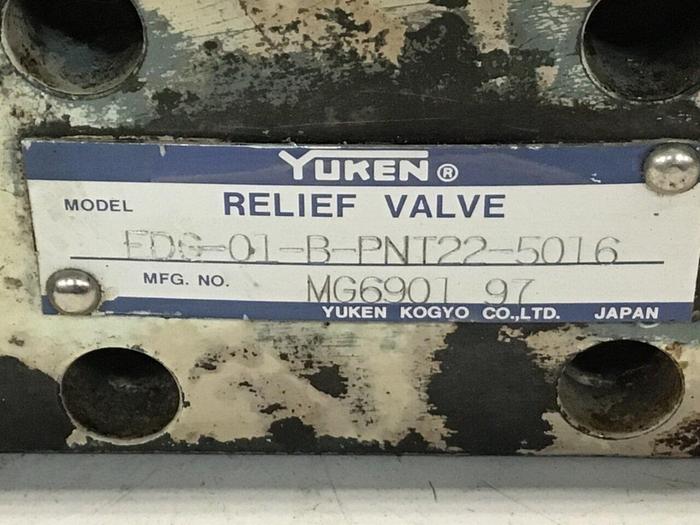 YUKEN®
MODEL RELIEF VALVE
EDG-01-B-PNT22-5016
MFG. NO. MG6901 97
YUKEN KOGYO CO.,LTD. JAPAN